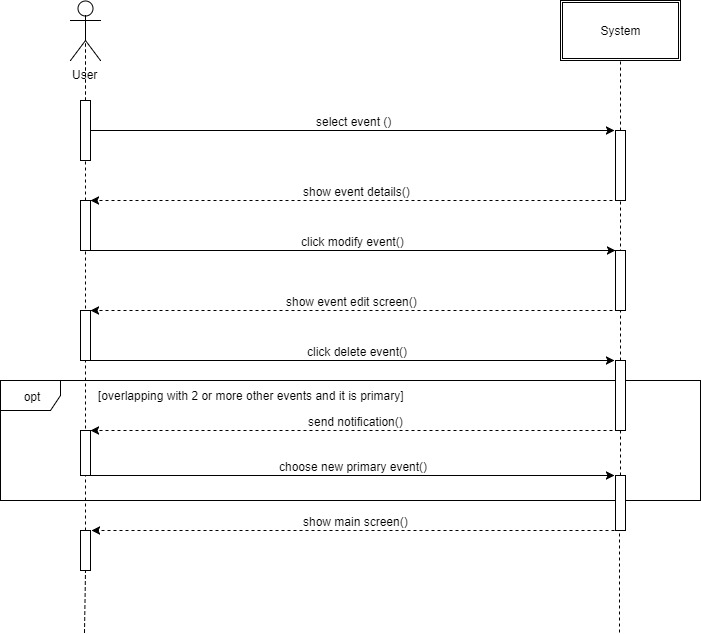 User
System
select event ()
show event details()
click modify event()
show event edit screen()
click delete event()
opt
[overlapping with 2 or more other events and it is primary]
send notification()
choose new primary event()
show main screen()